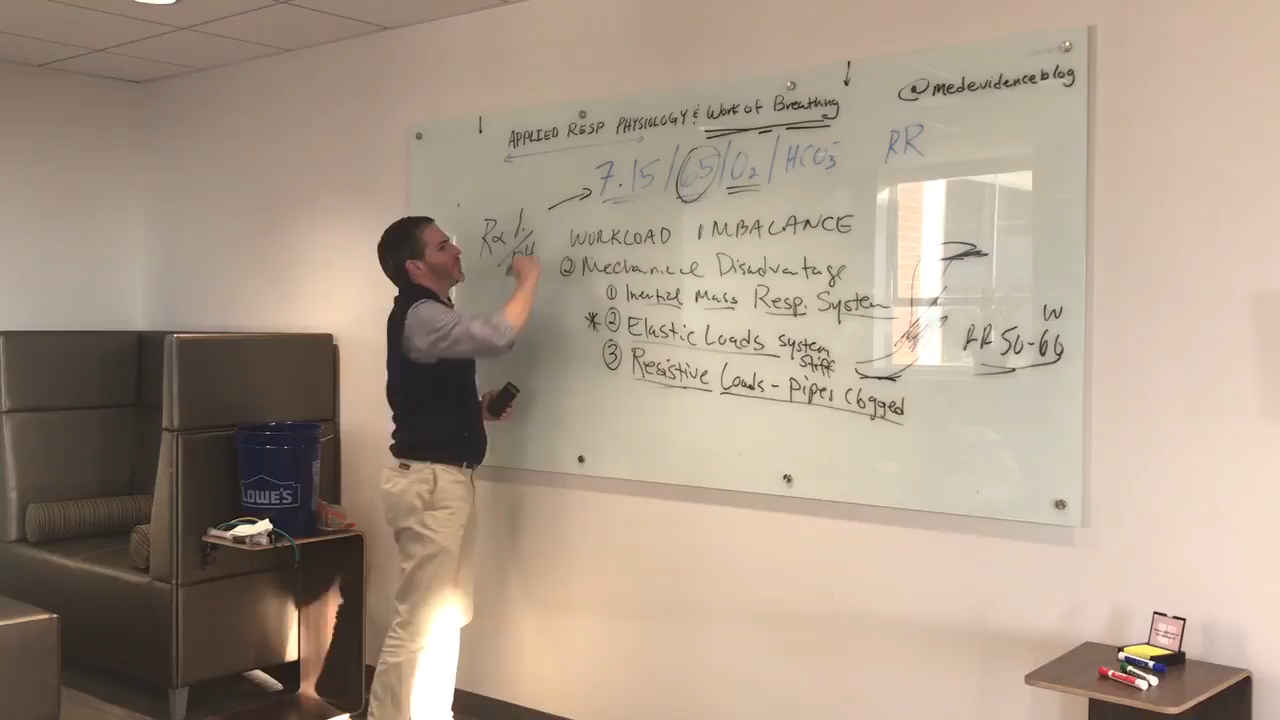 @medevidenceblog
APPLIED RESP PHYSIOLOGY & Work of Breathing
7.15 / 65 / O₂ / HCO₃⁻
RR
R∝ 1/
WORKLOAD IMBALANCE
Mechanical Disadvantage
① Inertial Mass Resp. System
* ② Elastic Loads system stiff
③ Resistive Loads - pipes clogged
W
RR 50-60
LOWE'S